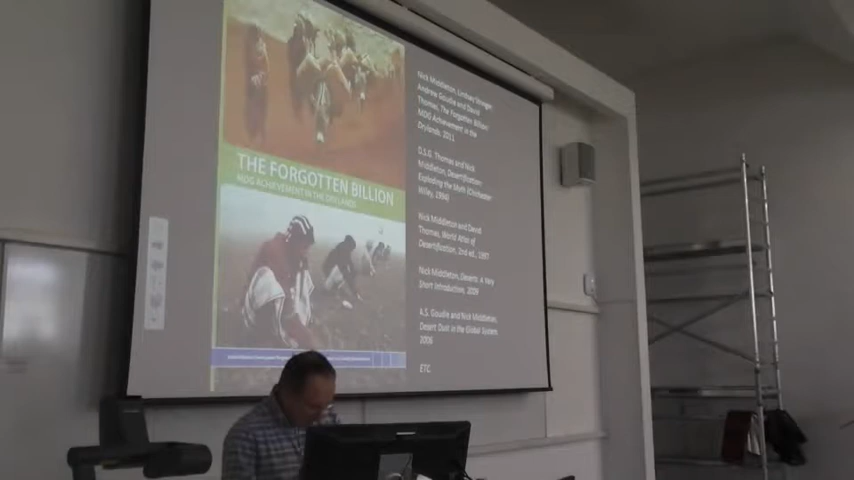 THE FORGOTTEN BILLION
MDG ACHIEVEMENT IN THE DRYLANDS
Nick Middleton, Lindsay Stringer,
Andrew Goudie and David
Thomas, The Forgotten Billion:
MDG Achievement in the
Drylands, 2011
D.S.G. Thomas and Nick
Middleton, Desertification:
Exploding the Myth (Chichester:
Wiley, 1994)
Nick Middleton and David
Thomas, World Atlas of
Desertification, 2nd ed., 1997
Nick Middleton, Deserts: A Very
Short Introduction, 2009
A.S. Goudie and Nick Middleton,
Desert Dust in the Global System,
2006
ETC.